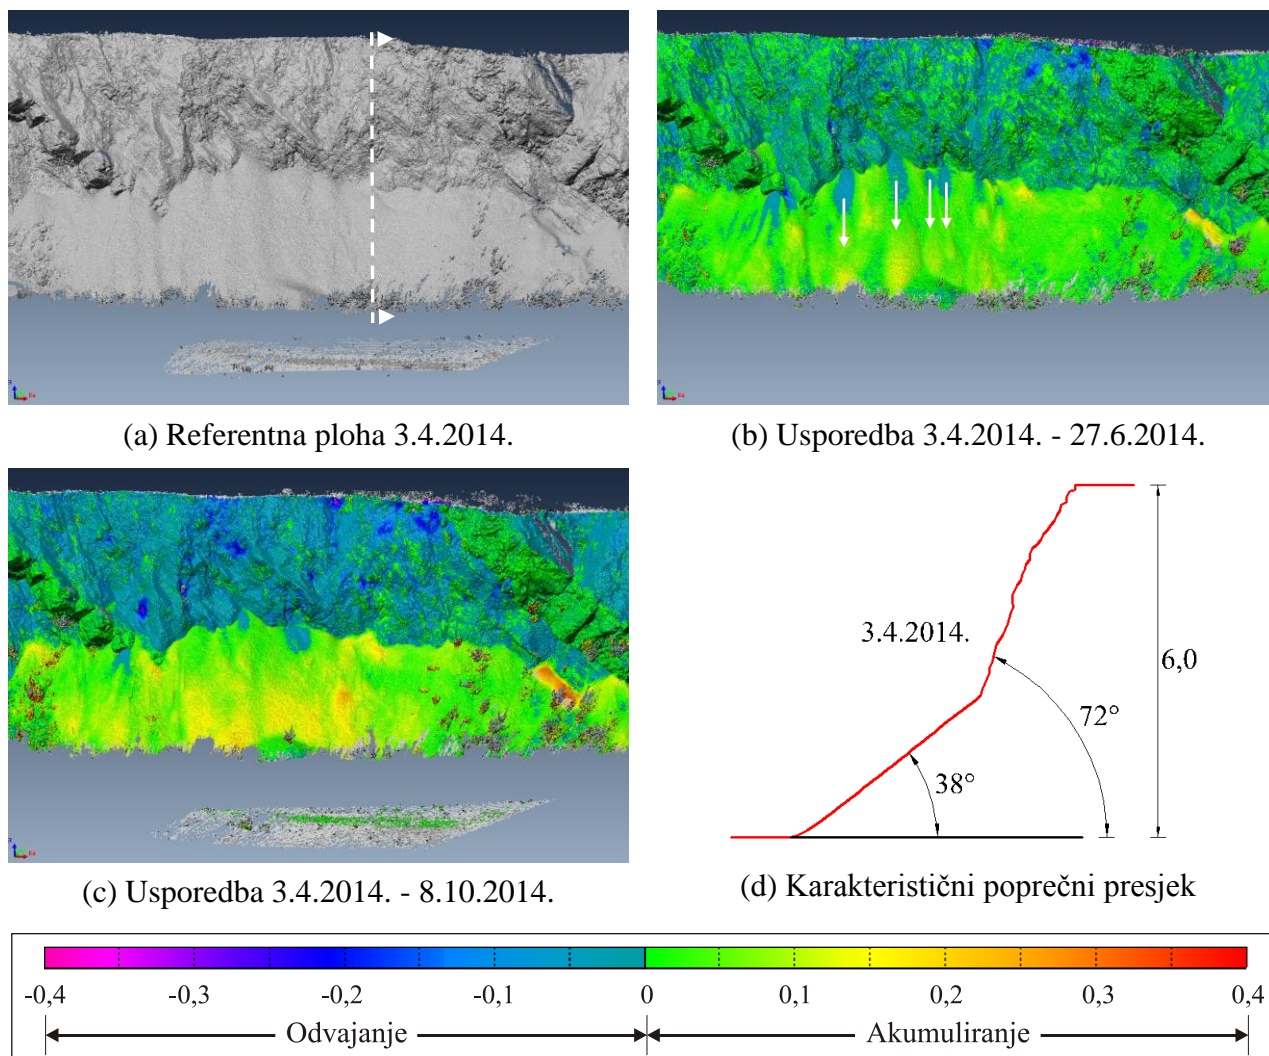 (a) Referentna ploha 3.4.2014.
(b) Usporedba 3.4.2014. - 27.6.2014.
3.4.2014.
6,0
72°
38°
(c) Usporedba 3.4.2014. - 8.10.2014.
(d) Karakteristični poprečni presjek
-0,4 -0,3 -0,2 -0,1 0 0,1 0,2 0,3 0,4
Odvajanje Akumuliranje